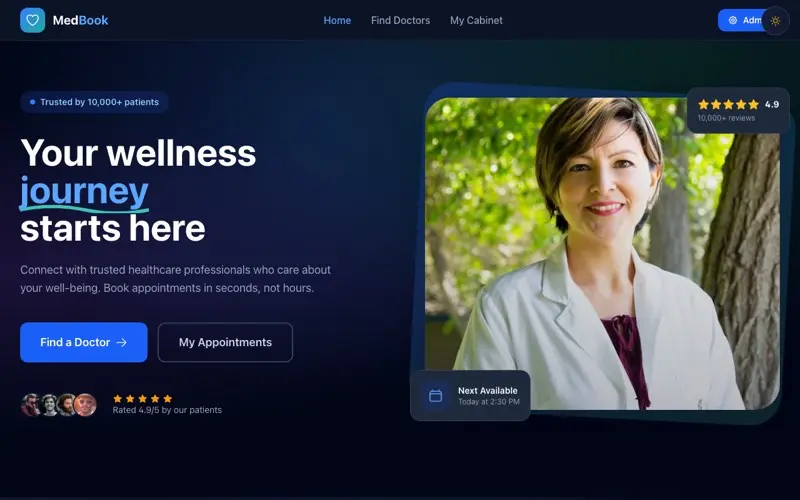 MedBook
Home
Find Doctors
My Cabinet
Trusted by 10,000+ patients
Your wellness
journey
starts here
Connect with trusted healthcare professionals who care about
your well-being. Book appointments in seconds, not hours.
Find a Doctor
My Appointments
Rated 4.9/5 by our patients
4.9
10,000+ reviews
Next Available
Today at 2:30 PM